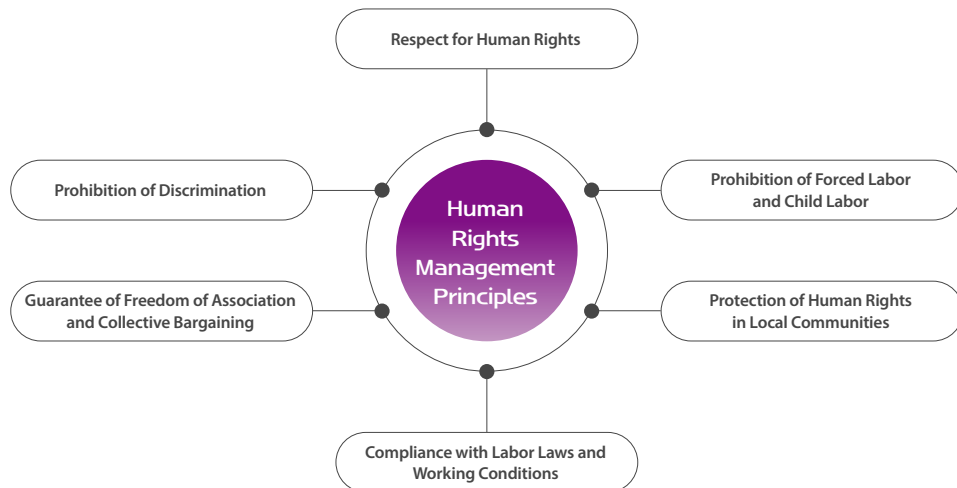 Respect for Human Rights
Prohibition of Discrimination
Prohibition of Forced Labor
and Child Labor
Human
Rights
Management
Principles
Guarantee of Freedom of Association
and Collective Bargaining
Protection of Human Rights
in Local Communities
Compliance with Labor Laws and
Working Conditions